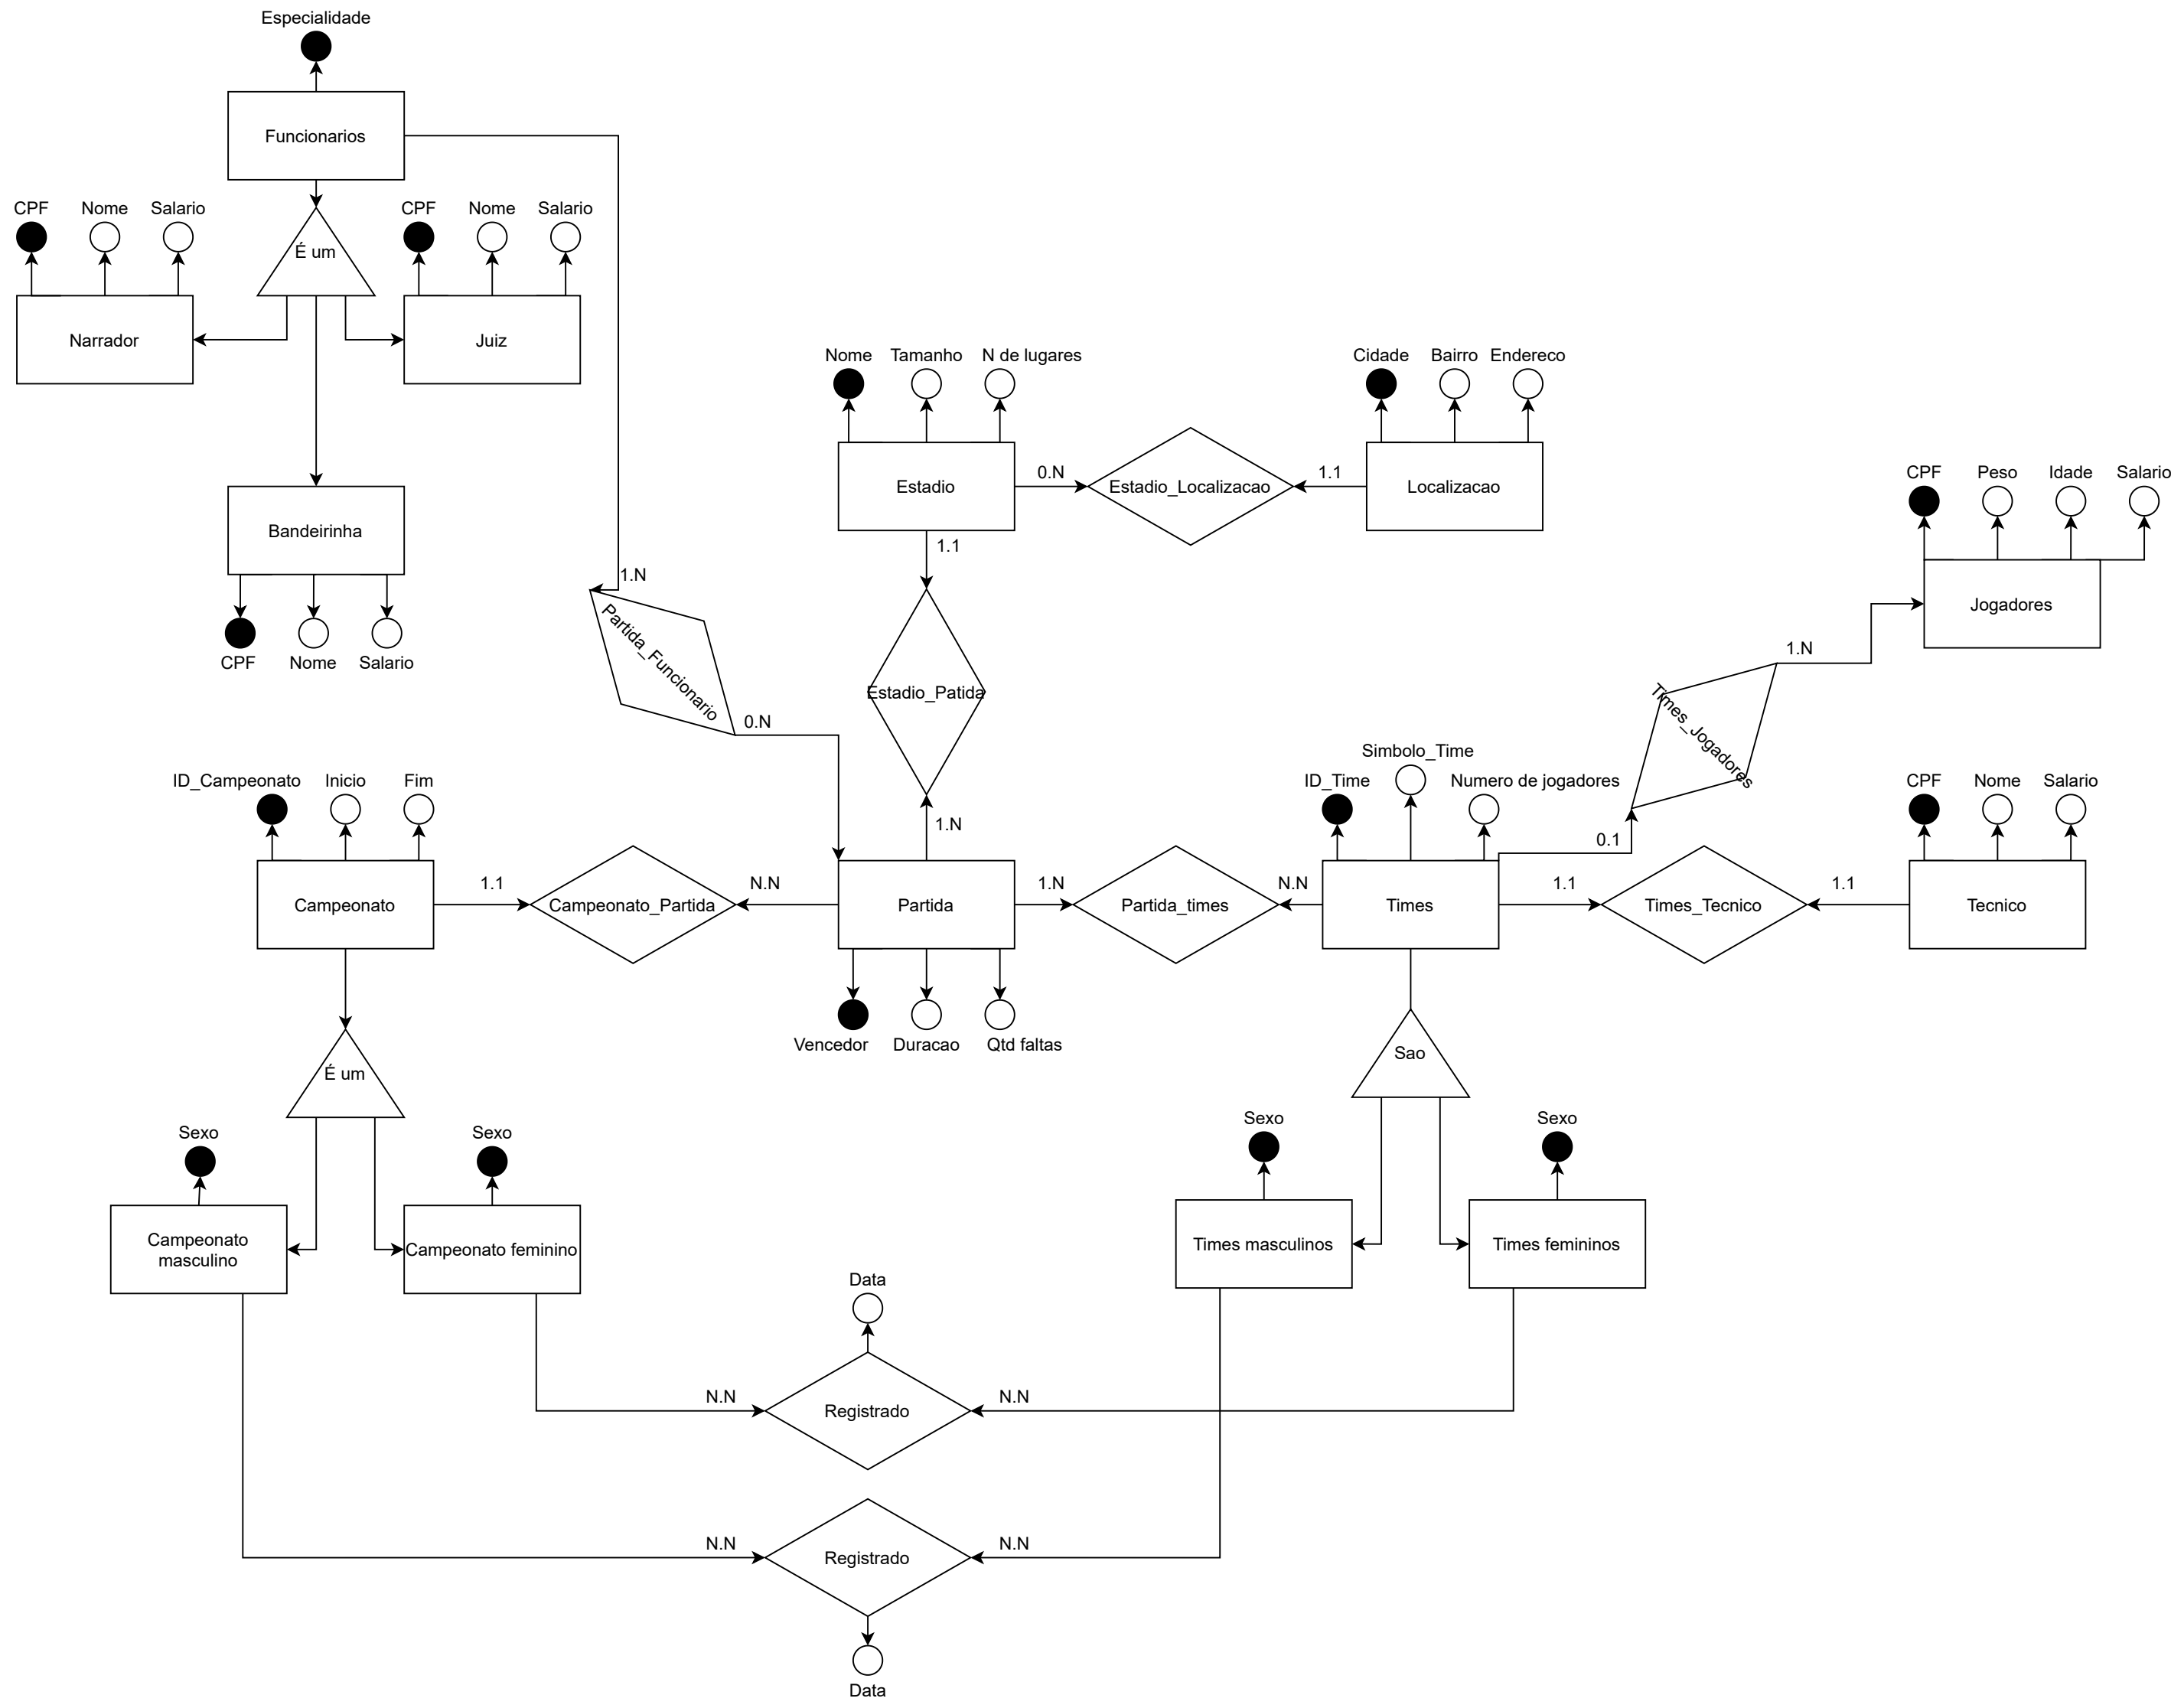 Especialidade
Funcionarios
CPF
Nome
Salario
CPF
Nome
Salario
É um
Narrador
Juiz
Nome
Tamanho
N de lugares
Cidade
Bairro
Endereco
Estadio
0.N
Estadio_Localizacao
1.1
Localizacao
CPF
Peso
Idade
Salario
Bandeirinha
1.1
1.N
Jogadores
Partida_Funcionario
CPF
Nome
Salario
1.N
Estadio_Patida
0.N
Times_Jogadores
Simbolo_Time
ID_Campeonato
Inicio
Fim
ID_Time
Numero de jogadores
CPF
Nome
Salario
1.N
0.1
1.1
N.N
1.N
N.N
1.1
1.1
Campeonato
Campeonato_Partida
Partida
Partida_times
Times
Times_Tecnico
Tecnico
Vencedor
Duracao
Qtd faltas
Sao
É um
Sexo
Sexo
Sexo
Sexo
Campeonato
masculino
Campeonato feminino
Times masculinos
Times femininos
Data
N.N
N.N
Registrado
N.N
N.N
Registrado
Data